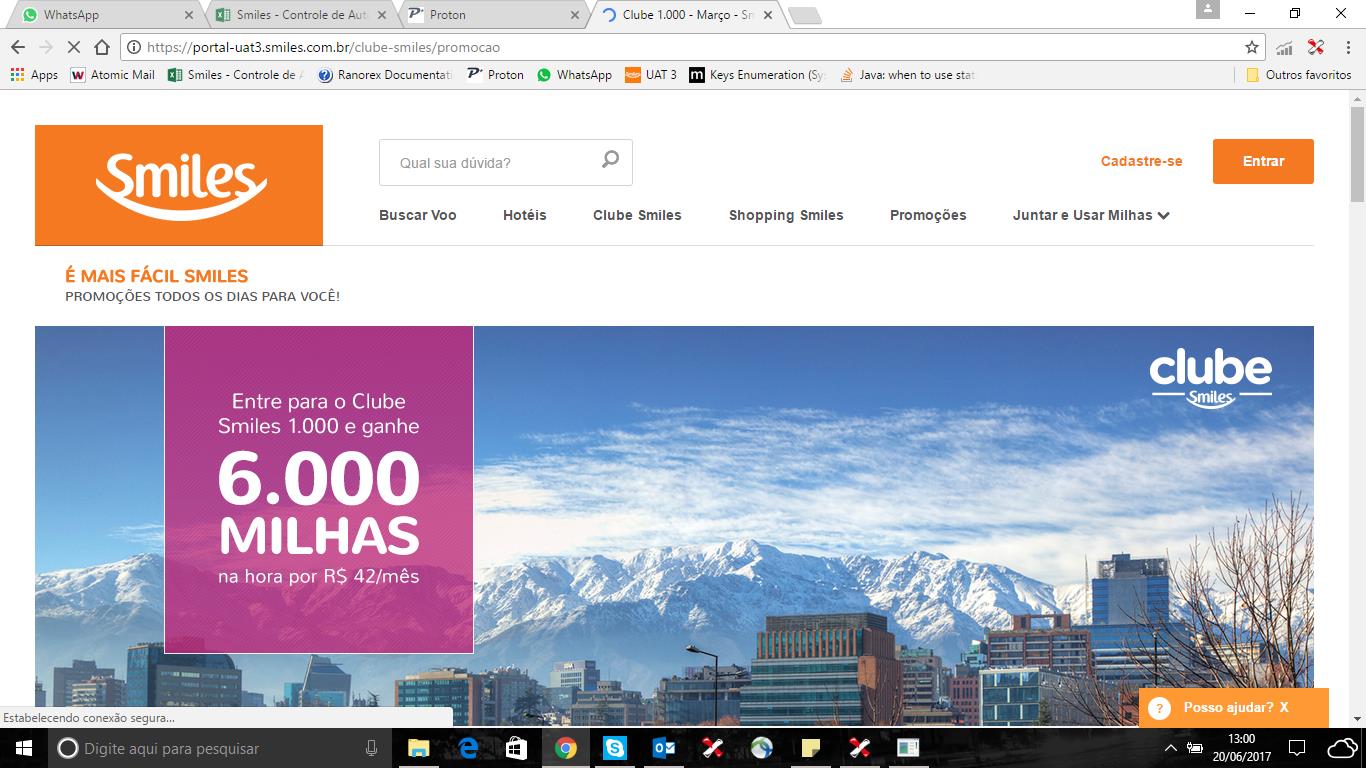 WhatsApp
Smiles - Controle de Aut
Proton
Clube 1.000 - Março - Sm
https://portal-uat3.smiles.com.br/clube-smiles/promocao
Apps
Atomic Mail
Smiles - Controle de A
Ranorex Documentati
Proton
WhatsApp
UAT 3
Keys Enumeration (Sy
Java: when to use stat
Outros favoritos
Smiles
Qual sua dúvida?
Cadastre-se
Entrar
Buscar Voo
Hotéis
Clube Smiles
Shopping Smiles
Promoções
Juntar e Usar Milhas
É MAIS FÁCIL SMILES
PROMOÇÕES TODOS OS DIAS PARA VOCÊ!
clube
Smiles
Entre para o Clube
Smiles 1.000 e ganhe
6.000
MILHAS
na hora por R$ 42/mês
Posso ajudar? X
Estabelecendo conexão segura...
Digite aqui para pesquisar
13:00
20/06/2017